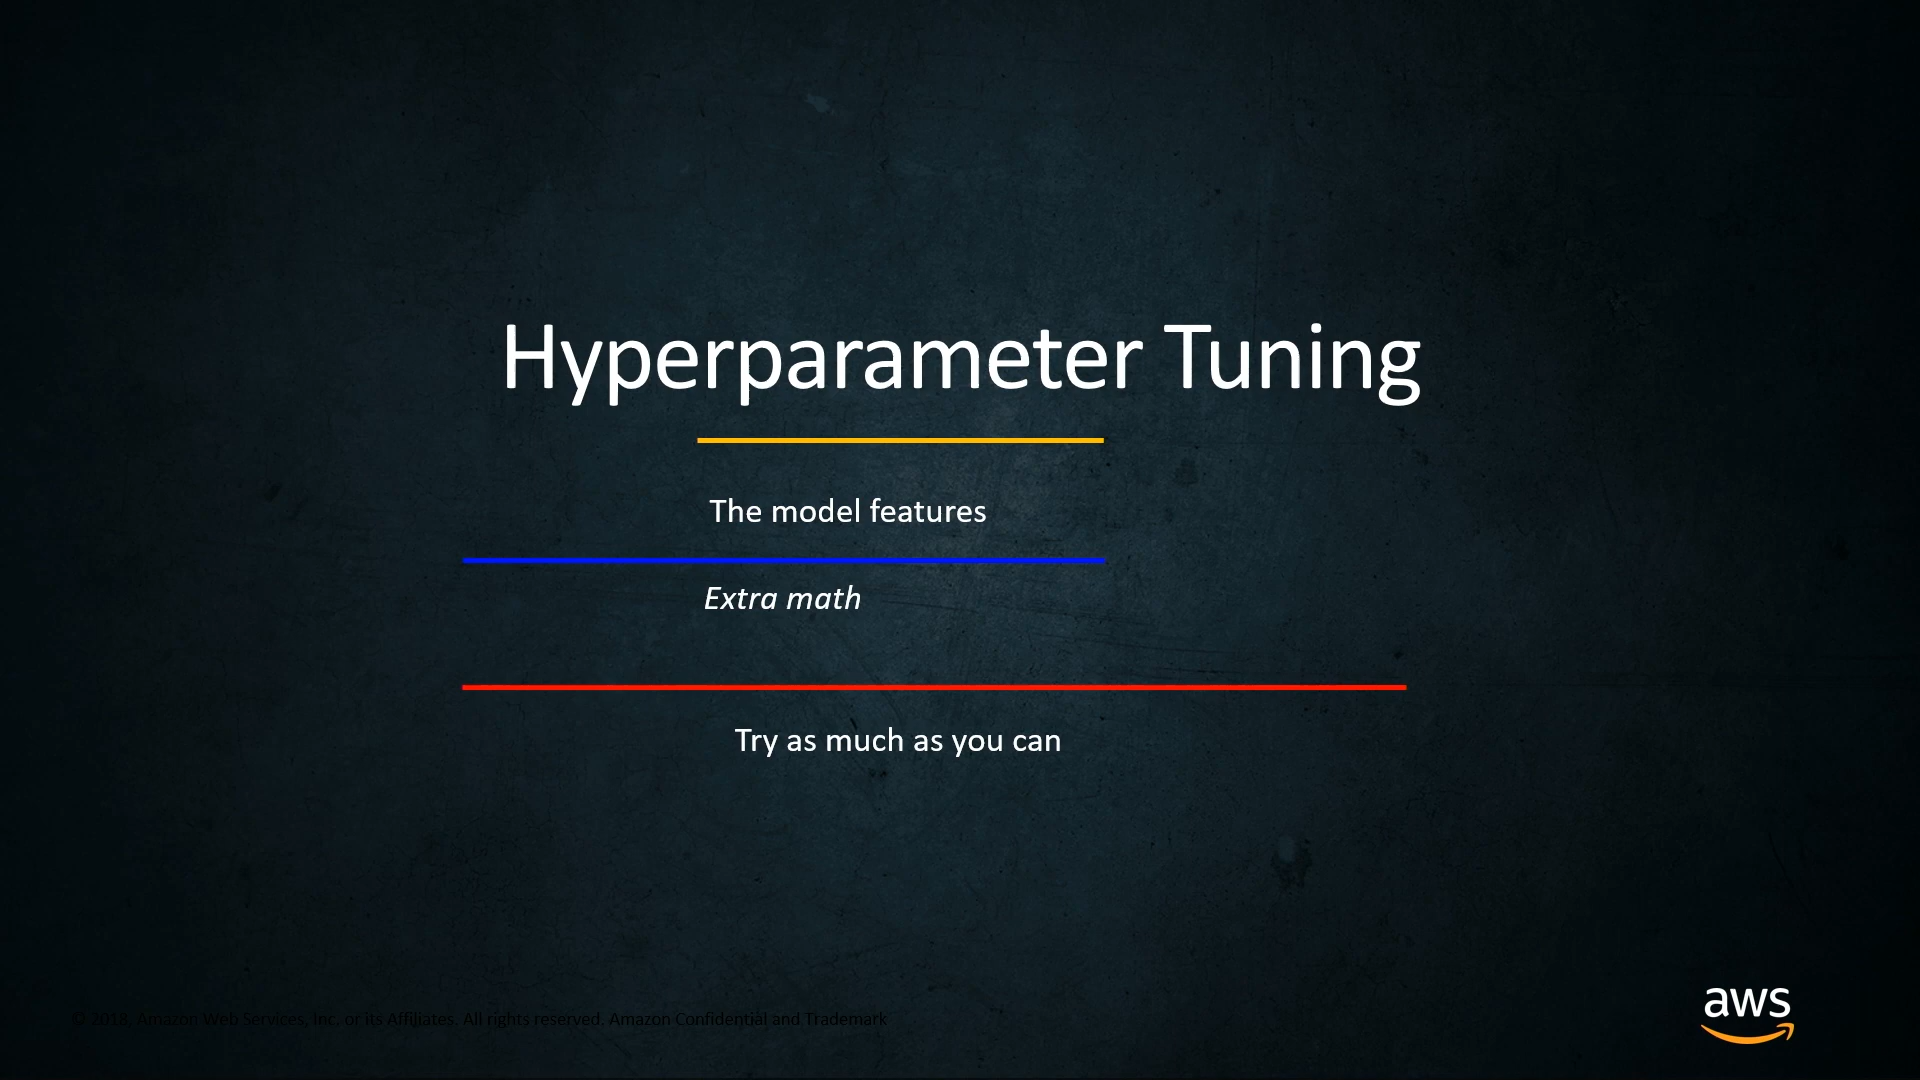 Hyperparameter Tuning
The model features
Extra math
Try as much as you can
© 2018, Amazon Web Services, Inc. or its Affiliates. All rights reserved. Amazon Confidential and Trademark
aws